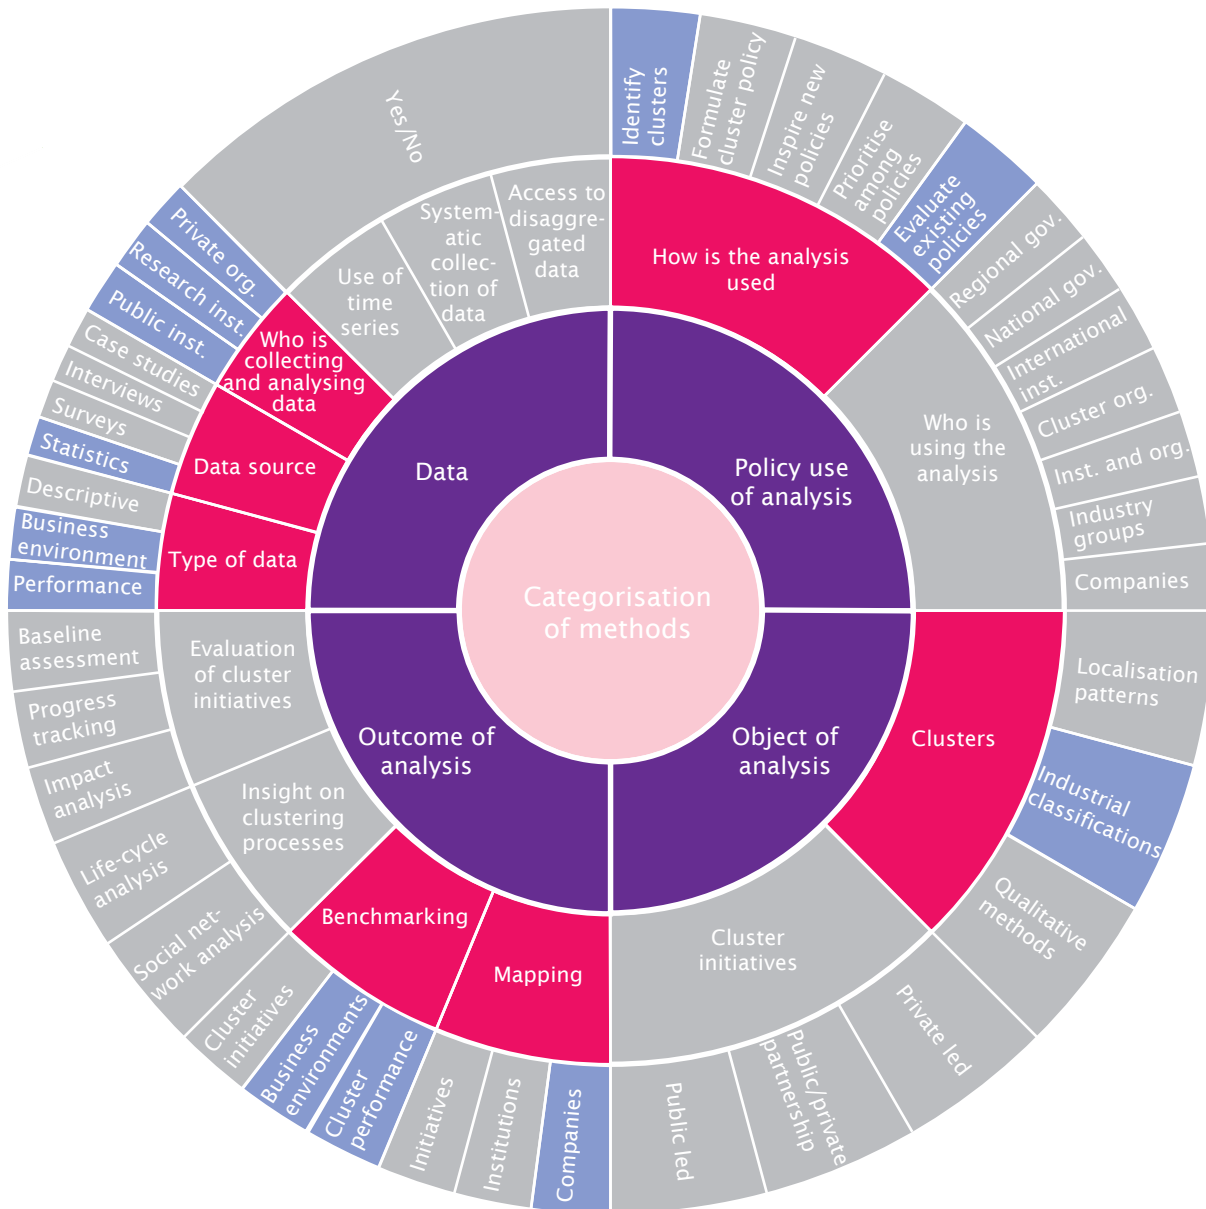 Categorisation
of methods
Policy use
of analysis
How is the analysis
used
Identify
clusters
Formulate
cluster policy
Inspire new
policies
Prioritise
among
policies
Evaluate
existing
policies
Who is
using the
analysis
Regional gov.
National gov.
International
inst.
Cluster org.
Inst. and org.
Industry
groups
Companies
Object of
analysis
Clusters
Localisation
patterns
Industrial
classifications
Qualitative
methods
Cluster
initiatives
Private led
Public/private
partnership
Public led
Outcome of
analysis
Mapping
Companies
Institutions
Initiatives
Benchmarking
Cluster
performance
Business
environments
Cluster
initiatives
Insight on
clustering
processes
Social net-
work analysis
Life-cycle
analysis
Evaluation
of cluster
initiatives
Impact
analysis
Progress
tracking
Baseline
assessment
Data
Type of data
Performance
Business
environment
Descriptive
Data source
Statistics
Surveys
Interviews
Case studies
Who is
collecting
and analysing
data
Public inst.
Research inst.
Private org.
Use of
time
series
System-
atic
collec-
tion of
data
Access to
disaggre-
gated
data
Yes/No